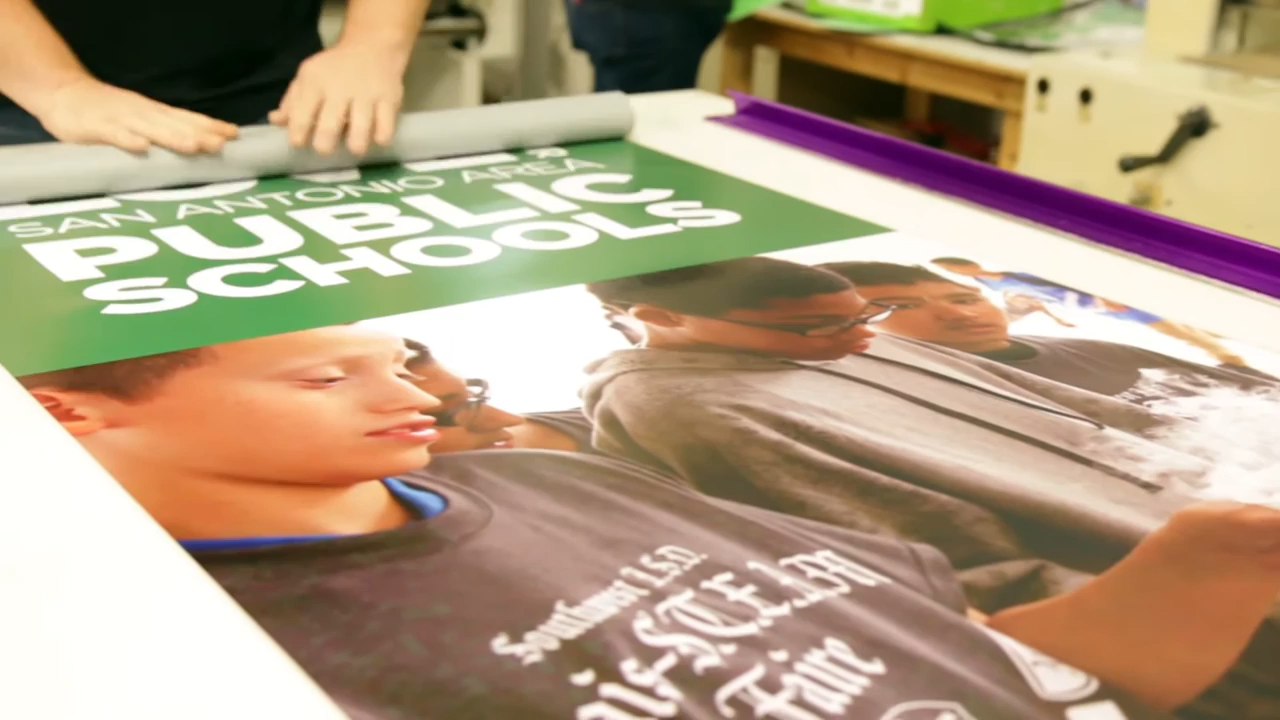 SAN ANTONIO AREA
PUBLIC
SCHOOLS
Southwest I.S.D.
Faire